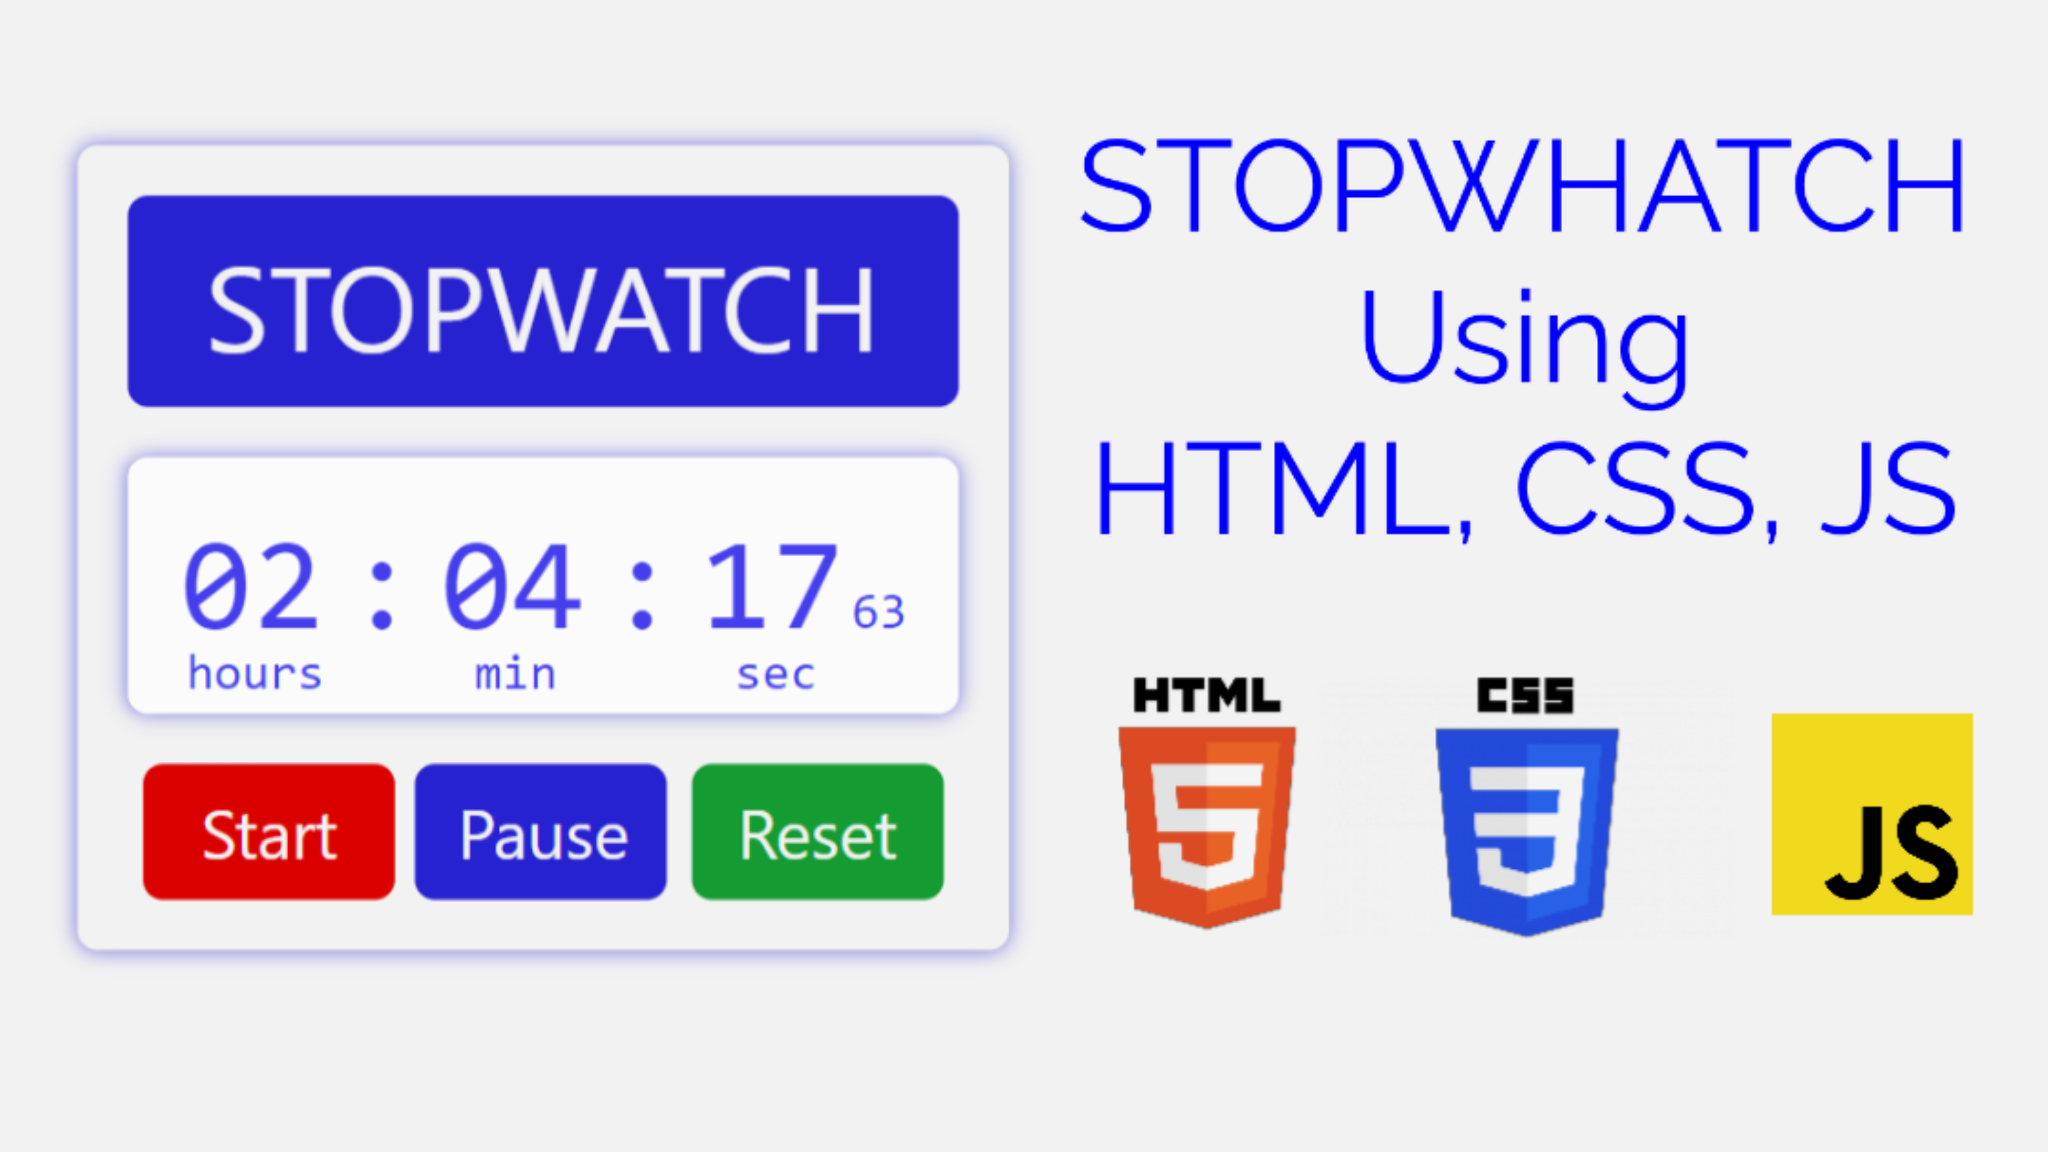 STOPWATCH
02 : 04 : 17 63
hours min sec
Start Pause Reset
STOPWHATCH
Using
HTML, CSS, JS
HTML CSS
5 3 JS